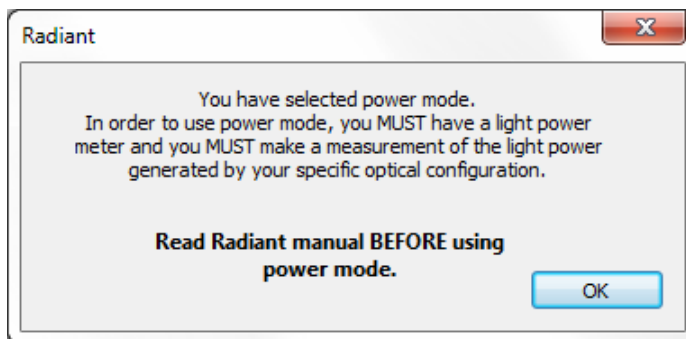 Radiant
You have selected power mode.
In order to use power mode, you MUST have a light power
meter and you MUST make a measurement of the light power
generated by your specific optical configuration.
Read Radiant manual BEFORE using
power mode.
OK